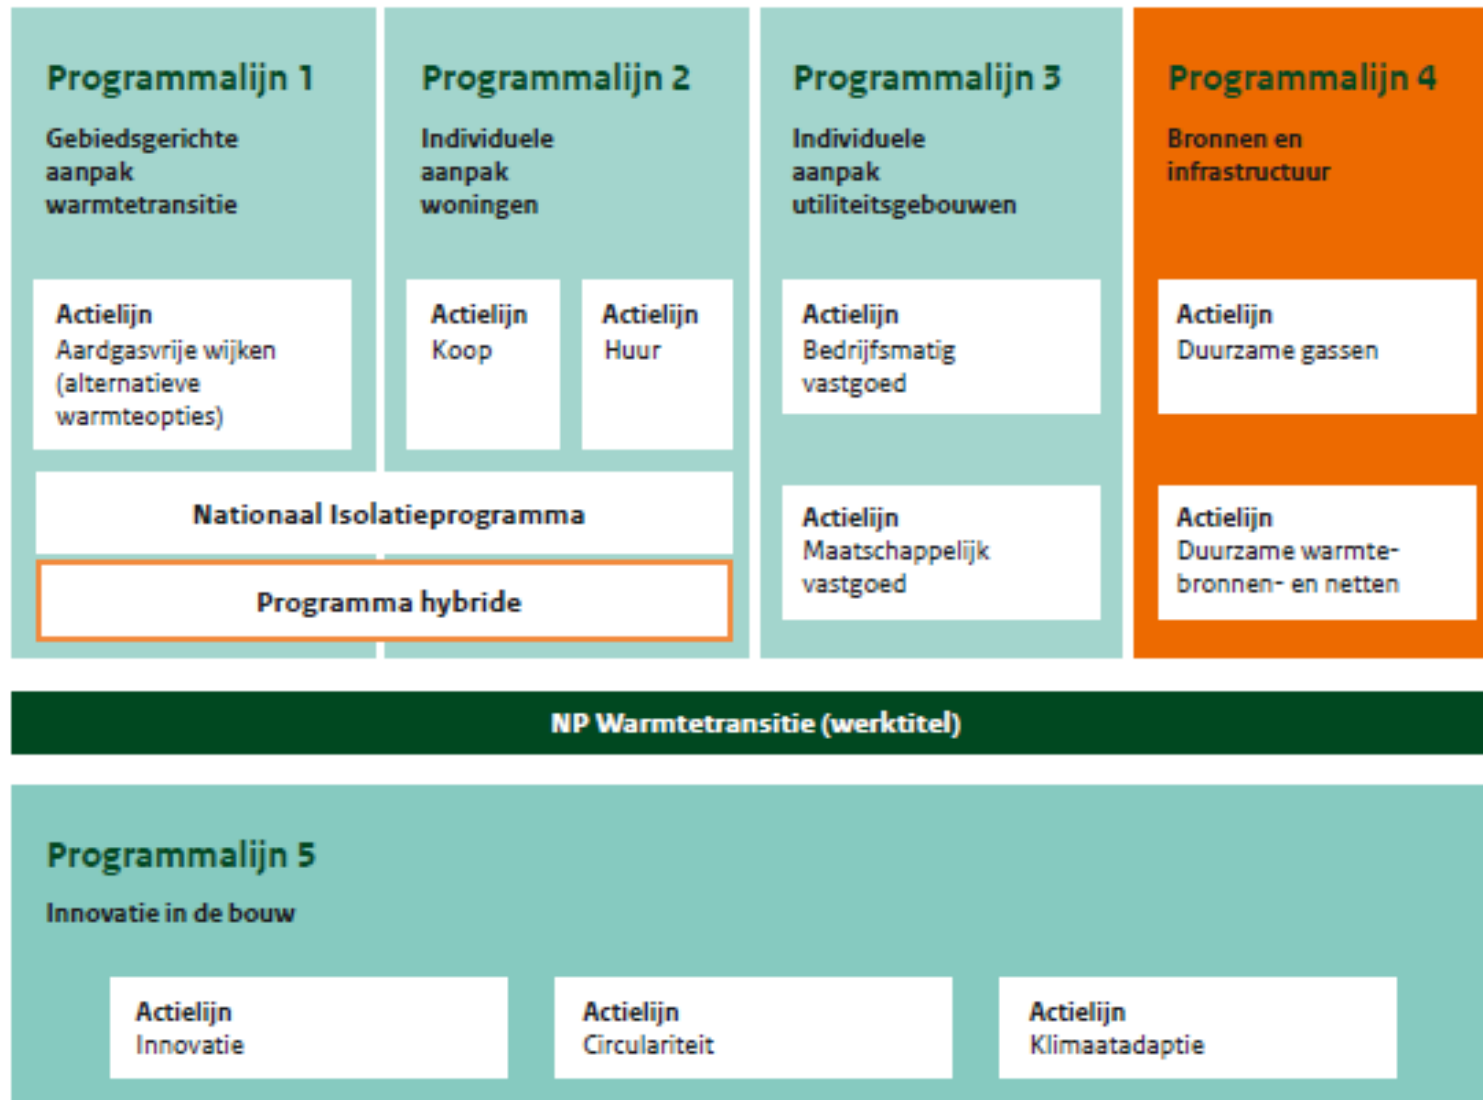 Programmalijn 1
Gebiedsgerichte
aanpak
warmtetransitie
Actielijn
Aardgasvrije wijken
(alternatieve
warmteopties)
Programmalijn 2
Individuele
aanpak
woningen
Actielijn
Koop
Actielijn
Huur
Nationaal Isolatieprogramma
Programma hybride
Programmalijn 3
Individuele
aanpak
utiliteitsgebouwen
Actielijn
Bedrijfsmatig
vastgoed
Actielijn
Maatschappelijk
vastgoed
Programmalijn 4
Bronnen en
infrastructuur
Actielijn
Duurzame gassen
Actielijn
Duurzame warmte-
bronnen- en netten
NP Warmtetransitie (werktitel)
Programmalijn 5
Innovatie in de bouw
Actielijn
Innovatie
Actielijn
Circulariteit
Actielijn
Klimaatadaptie